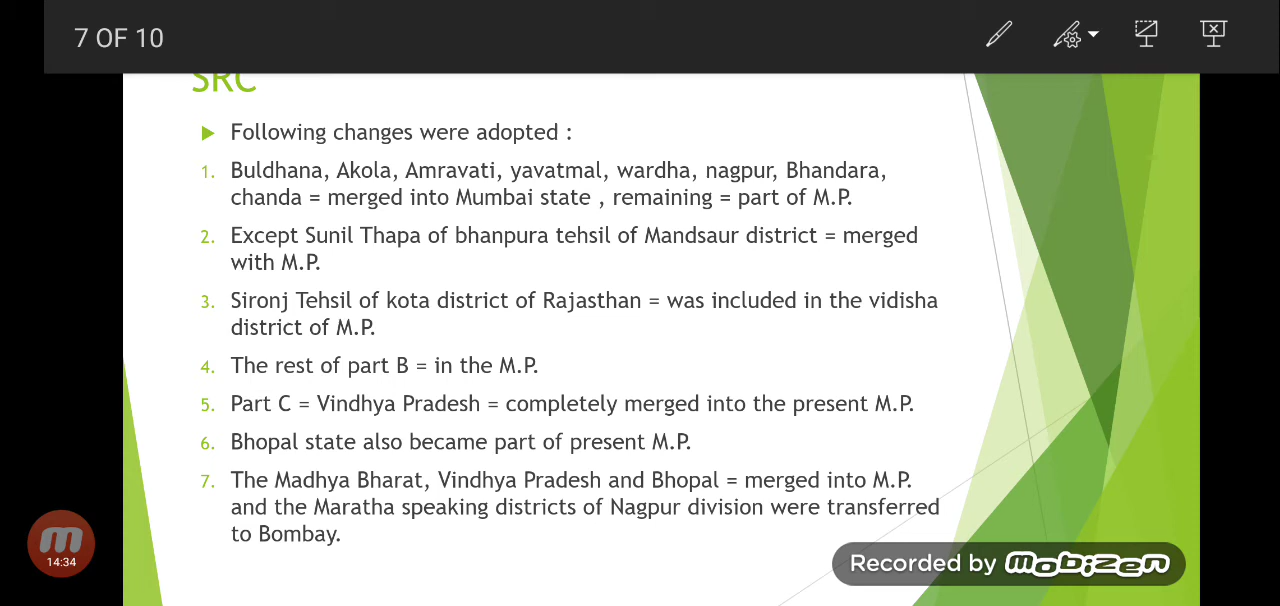 7 OF 10
SRC
Following changes were adopted :
1. Buldhana, Akola, Amravati, yavatmal, wardha, nagpur, Bhandara,
chanda = merged into Mumbai state , remaining = part of M.P.
2. Except Sunil Thapa of bhanpura tehsil of Mandsaur district = merged
with M.P.
3. Sironj Tehsil of kota district of Rajasthan = was included in the vidisha
district of M.P.
4. The rest of part B = in the M.P.
5. Part C = Vindhya Pradesh = completely merged into the present M.P.
6. Bhopal state also became part of present M.P.
7. The Madhya Bharat, Vindhya Pradesh and Bhopal = merged into M.P.
and the Maratha speaking districts of Nagpur division were transferred
to Bombay.
m
14:34
Recorded by mobizen